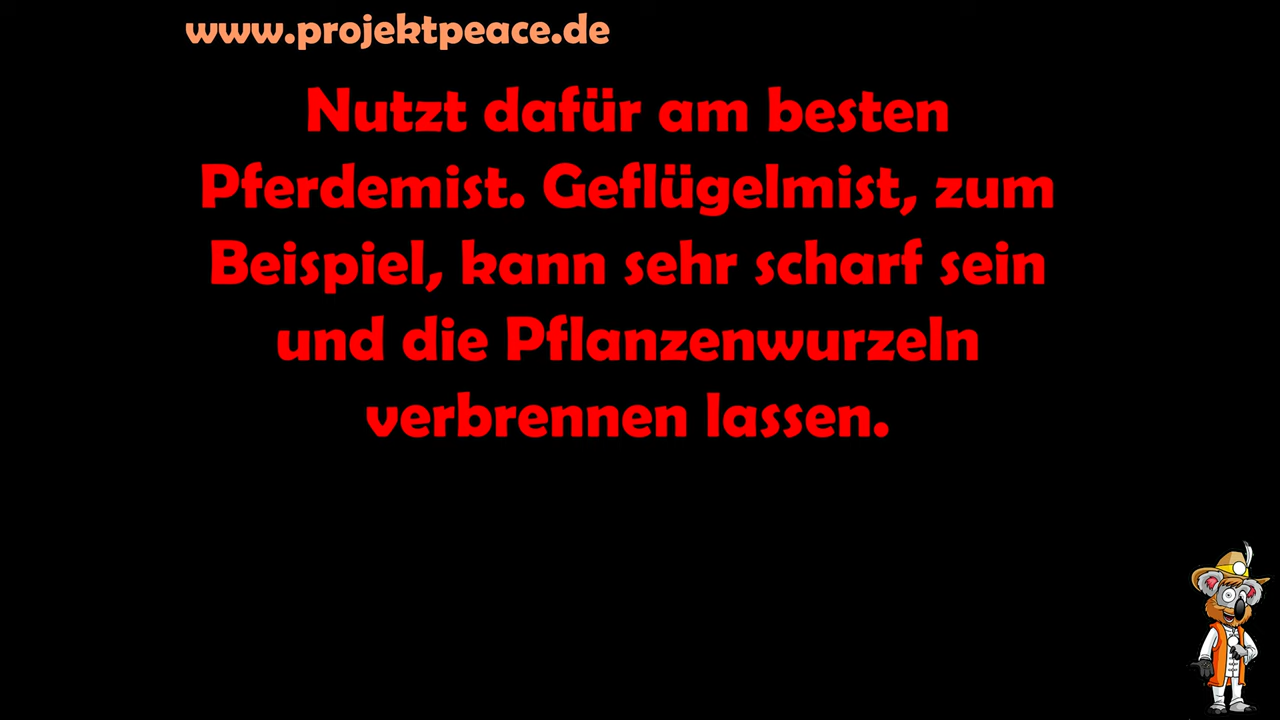 www.projektpeace.de
Nutzt dafür am besten
Pferdemist. Geflügelmist, zum
Beispiel, kann sehr scharf sein
und die Pflanzenwurzeln
verbrennen lassen.